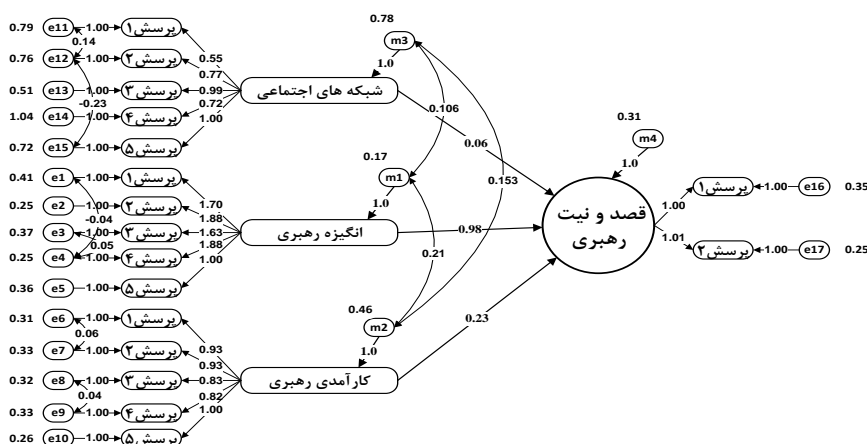 0.79 e11 1.00 پرسش۱
0.14
0.76 e12 1.00 پرسش۲
0.51 e13 1.00 پرسش۳
-0.23
1.04 e14 1.00 پرسش۴
0.72 e15 1.00 پرسش۵
0.55
0.77
0.99
0.72
1.00
شبکه های اجتماعی
0.78
m3
1.0
0.106
0.06
0.153
0.41 e1 1.00 پرسش۱
0.25 e2 1.00 پرسش۲
-0.04
0.37 e3 1.00 پرسش۳
0.05
0.25 e4 1.00 پرسش۴
0.36 e5 1.00 پرسش۵
1.70
1.88
1.63
1.88
1.00
انگیزه رهبری
0.17
m1
1.0
0.98
0.21
0.31 e6 1.00 پرسش۱
0.06
0.33 e7 1.00 پرسش۲
0.32 e8 1.00 پرسش۳
0.04
0.33 e9 1.00 پرسش۴
0.26 e10 1.00 پرسش۵
0.93
0.93
0.83
0.82
1.00
کارآمدی رهبری
0.46
m2
1.0
0.23
0.31
m4
1.0
قصد و نیت
رهبری
1.00
1.01
پرسش۱ 1.00 e16 0.35
پرسش۲ 1.00 e17 0.25